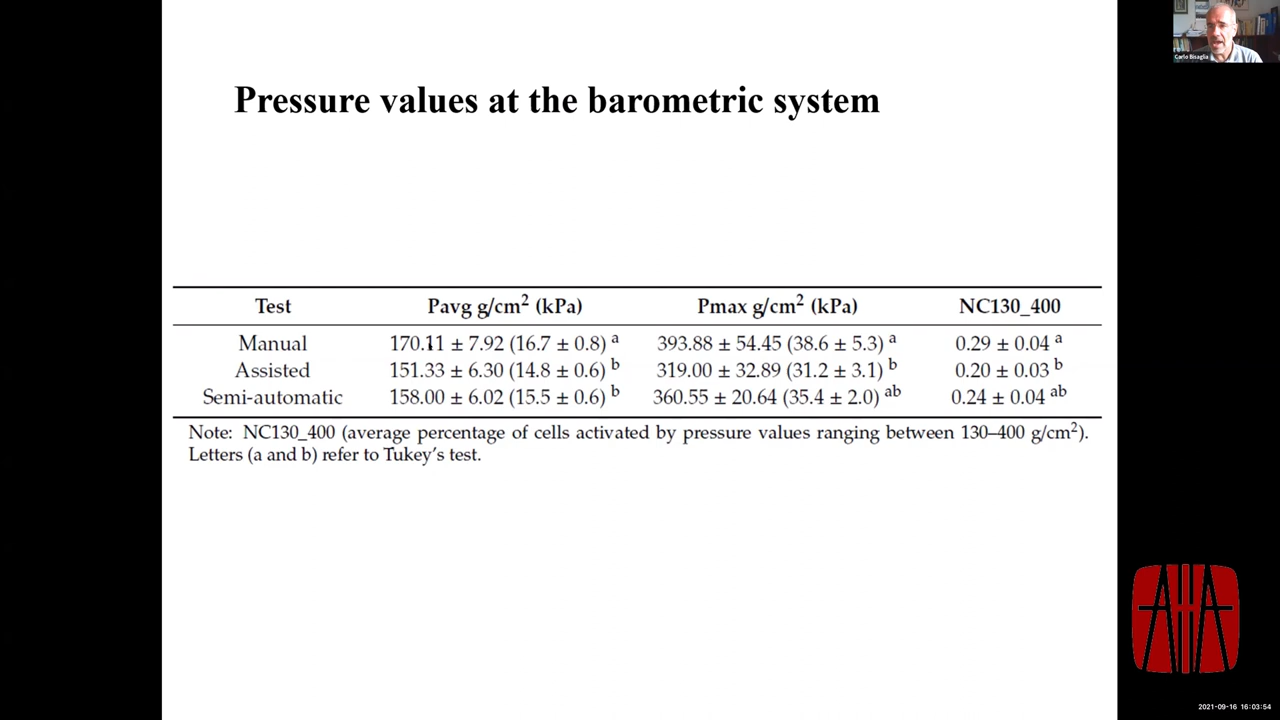 Carlo Bisaglia
Pressure values at the barometric system
Test Pavg g/cm² (kPa) Pmax g/cm² (kPa) NC130_400
Manual 170.11 ± 7.92 (16.7 ± 0.8) a 393.88 ± 54.45 (38.6 ± 5.3) a 0.29 ± 0.04 a
Assisted 151.33 ± 6.30 (14.8 ± 0.6) b 319.00 ± 32.89 (31.2 ± 3.1) b 0.20 ± 0.03 b
Semi-automatic 158.00 ± 6.02 (15.5 ± 0.6) b 360.55 ± 20.64 (35.4 ± 2.0) ab 0.24 ± 0.04 ab
Note: NC130_400 (average percentage of cells activated by pressure values ranging between 130–400 g/cm²).
Letters (a and b) refer to Tukey's test.
2021-09-16 16:03:54